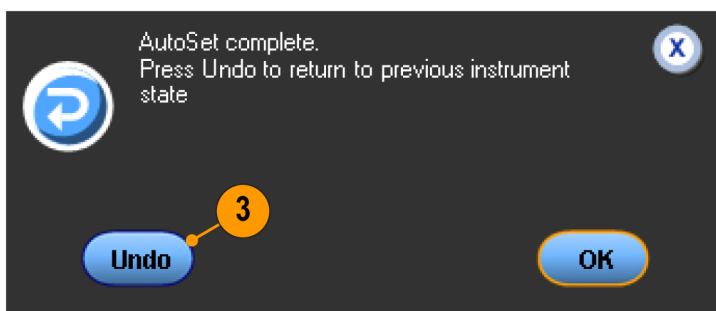 AutoSet complete.
Press Undo to return to previous instrument
state
X
3
Undo
OK